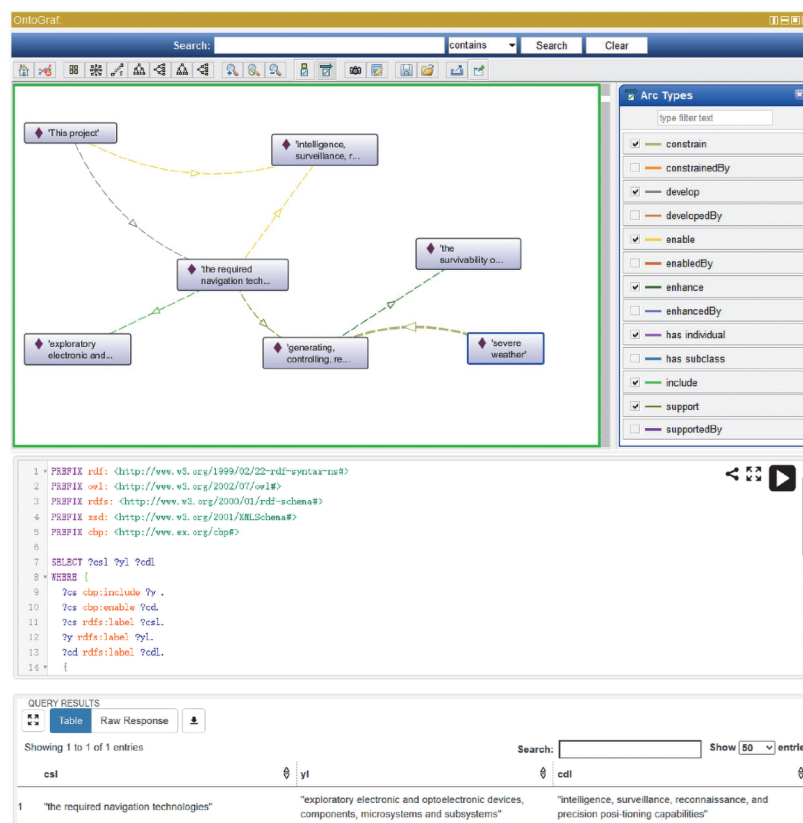 OntoGraf:
Search:
contains
Search
Clear
'This project'
'intelligence,
surveillance, r...
'the
survivability o...
'the required
navigation tech...
'exploratory
electronic and...
'generating,
controlling, re...
'severe
weather'
Arc Types
type filter text
constrain
constrainedBy
develop
developedBy
enable
enabledBy
enhance
enhancedBy
has individual
has subclass
include
support
supportedBy
1 PREFIX rdf: <http://www.w3.org/1999/02/22-rdf-syntax-ns#>
2 PREFIX owl: <http://www.w3.org/2002/07/owl#>
3 PREFIX rdfs: <http://www.w3.org/2000/01/rdf-schema#>
4 PREFIX xsd: <http://www.w3.org/2001/XMLSchema#>
5 PREFIX cbp: <http://www.ex.org/cbp#>
6
7 SELECT ?csl ?yl ?cdl
8 WHERE {
9 ?cs cbp:include ?y .
10 ?cs cbp:enable ?cd.
11 ?cs rdfs:label ?csl.
12 ?y rdfs:label ?yl.
13 ?cd rdfs:label ?cdl.
14 {
QUERY RESULTS
Table
Raw Response
Showing 1 to 1 of 1 entries
Search:
Show 50 entrie
csl
yl
cdl
1 "the required navigation technologies"
"exploratory electronic and optoelectronic devices,
components, microsystems and subsystems"
"intelligence, surveillance, reconnaissance, and
precision posi-tioning capabilities"